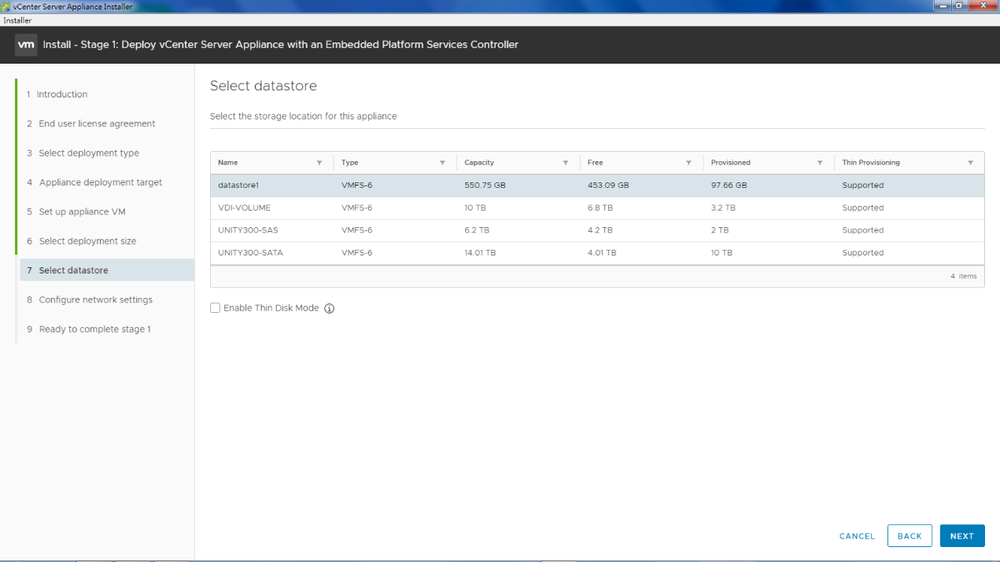 vCenter Server Appliance Installer
Installer
vm Install - Stage 1: Deploy vCenter Server Appliance with an Embedded Platform Services Controller
1 Introduction
2 End user license agreement
3 Select deployment type
4 Appliance deployment target
5 Set up appliance VM
6 Select deployment size
7 Select datastore
8 Configure network settings
9 Ready to complete stage 1
Select datastore
Select the storage location for this appliance
Name Type Capacity Free Provisioned Thin Provisioning
datastore1 VMFS-6 550.75 GB 453.09 GB 97.66 GB Supported
VDI-VOLUME VMFS-6 10 TB 6.8 TB 3.2 TB Supported
UNITY300-SAS VMFS-6 6.2 TB 4.2 TB 2 TB Supported
UNITY300-SATA VMFS-6 14.01 TB 4.01 TB 10 TB Supported
4 items
Enable Thin Disk Mode
CANCEL BACK NEXT